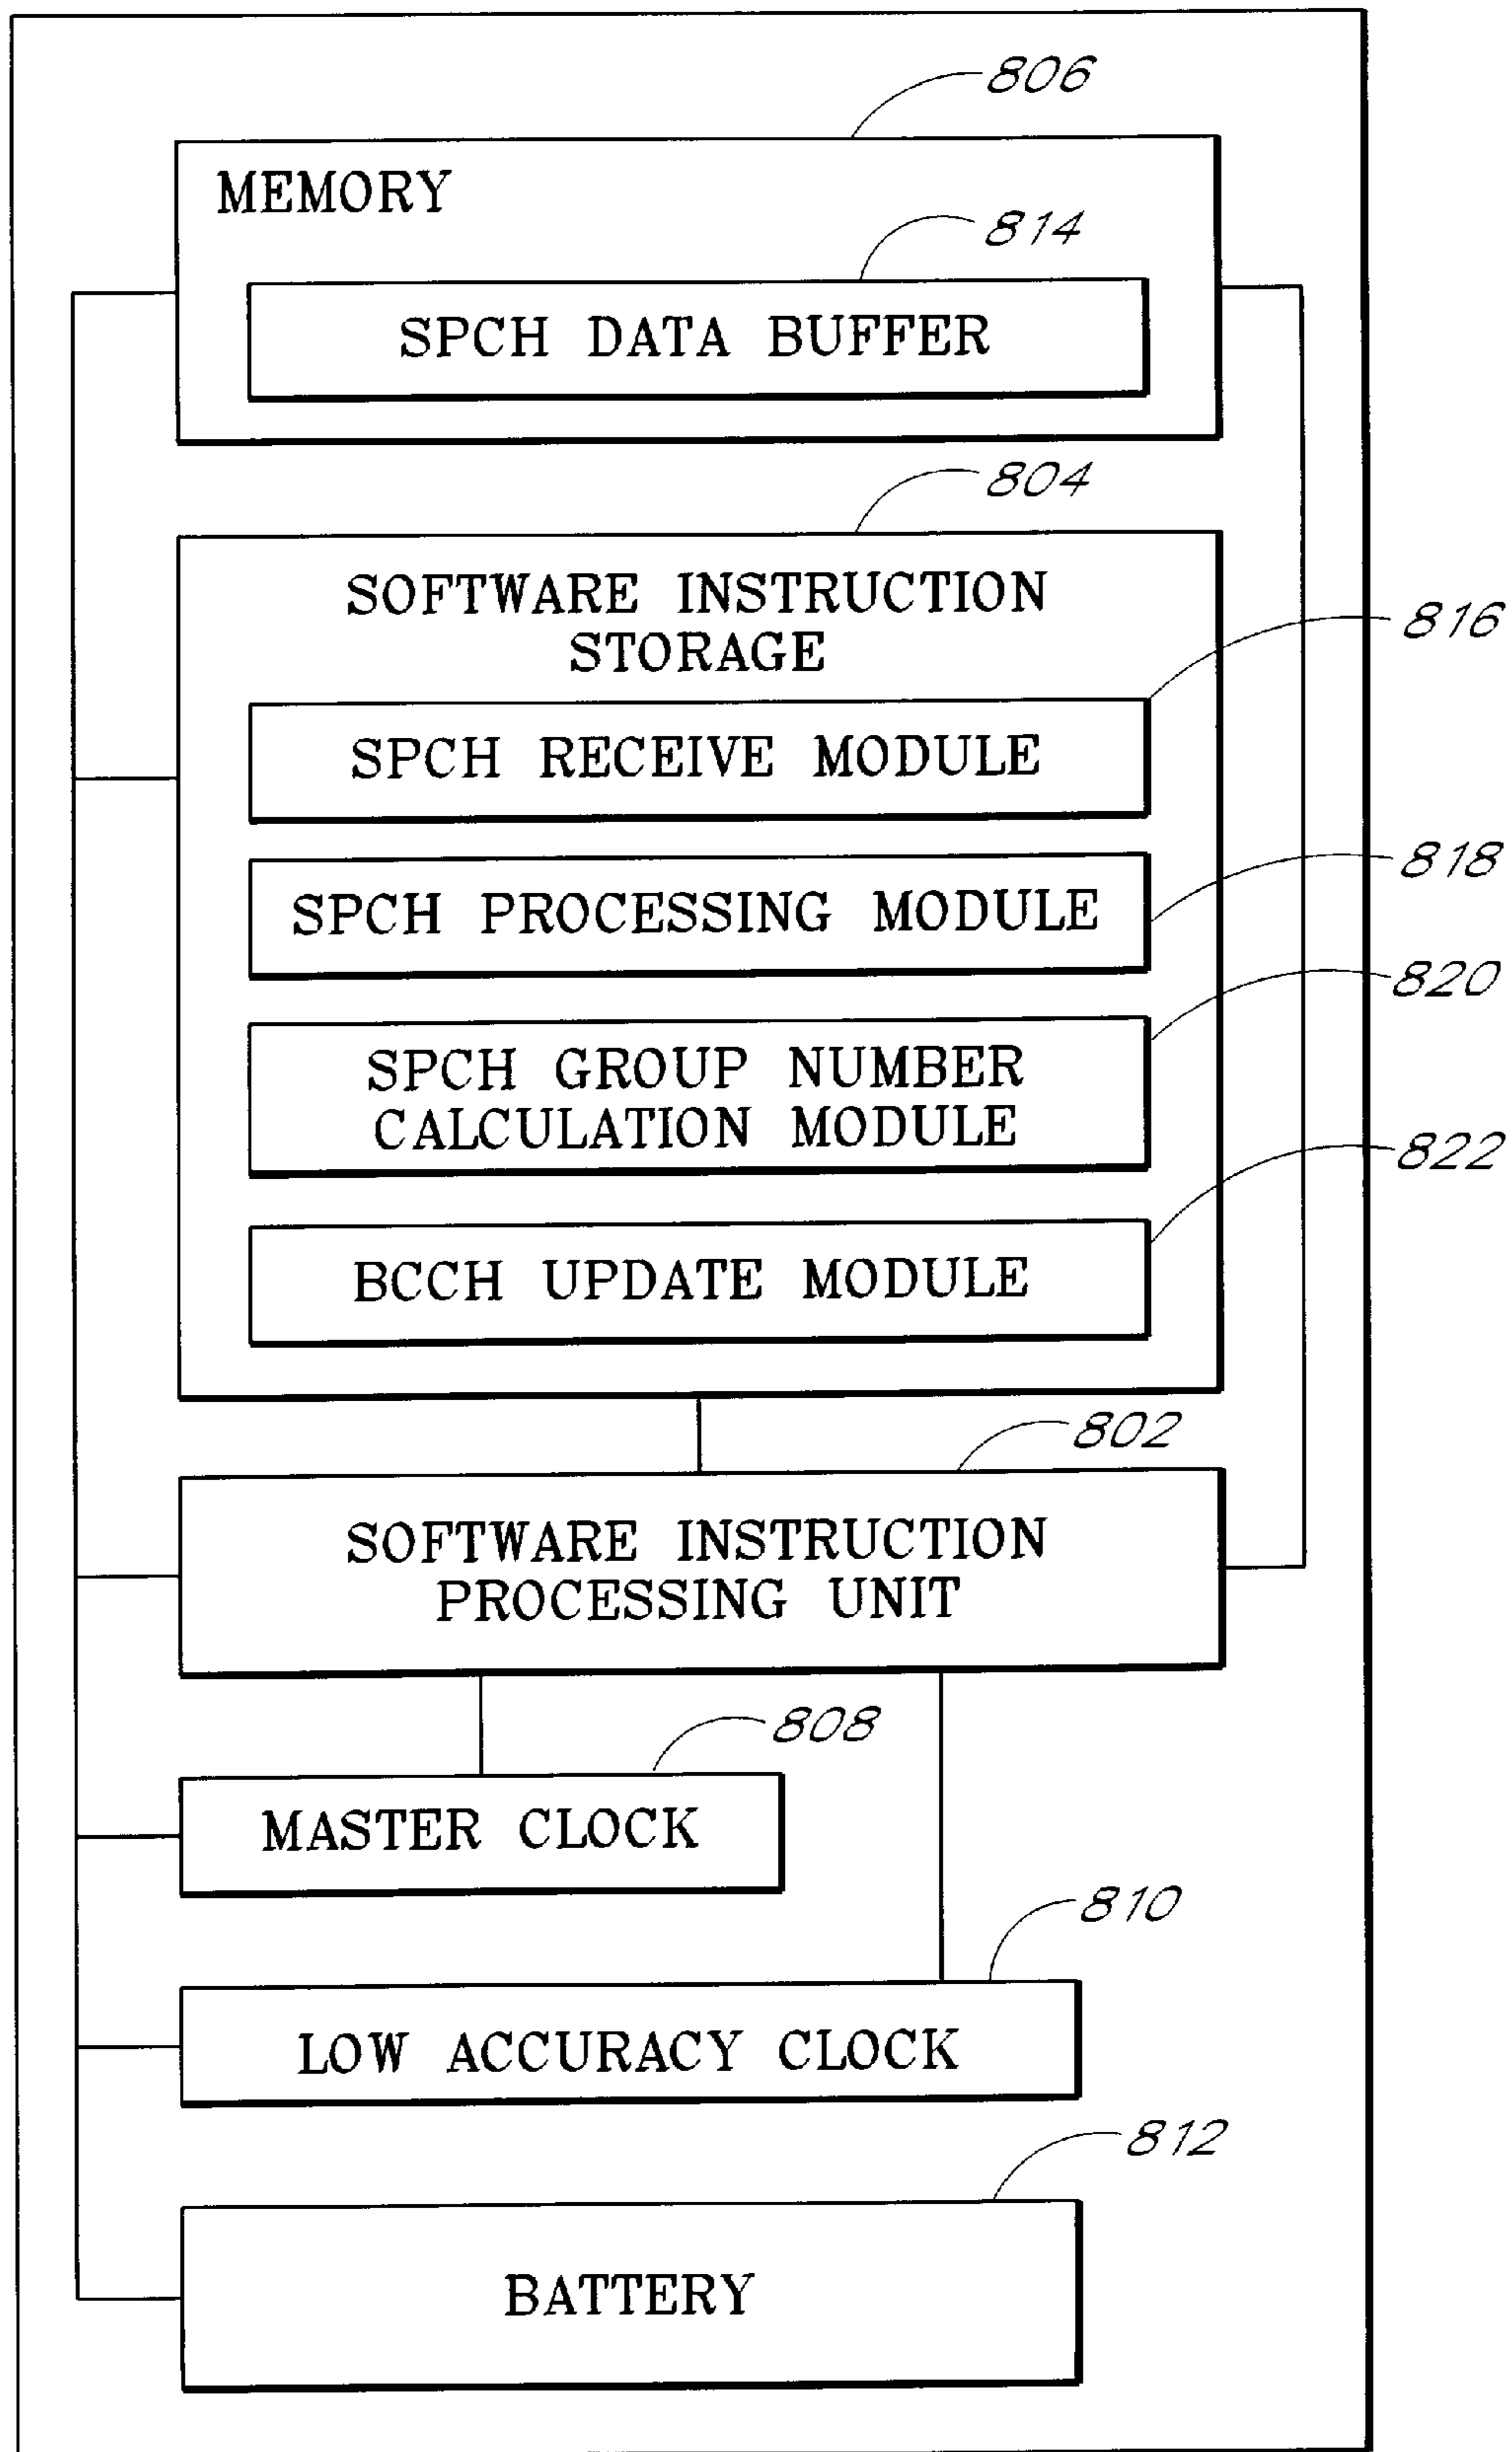 806
MEMORY
814
SPCH DATA BUFFER
804
SOFTWARE INSTRUCTION
STORAGE
816
SPCH RECEIVE MODULE
818
SPCH PROCESSING MODULE
820
SPCH GROUP NUMBER
CALCULATION MODULE
822
BCCH UPDATE MODULE
802
SOFTWARE INSTRUCTION
PROCESSING UNIT
808
MASTER CLOCK
810
LOW ACCURACY CLOCK
812
BATTERY